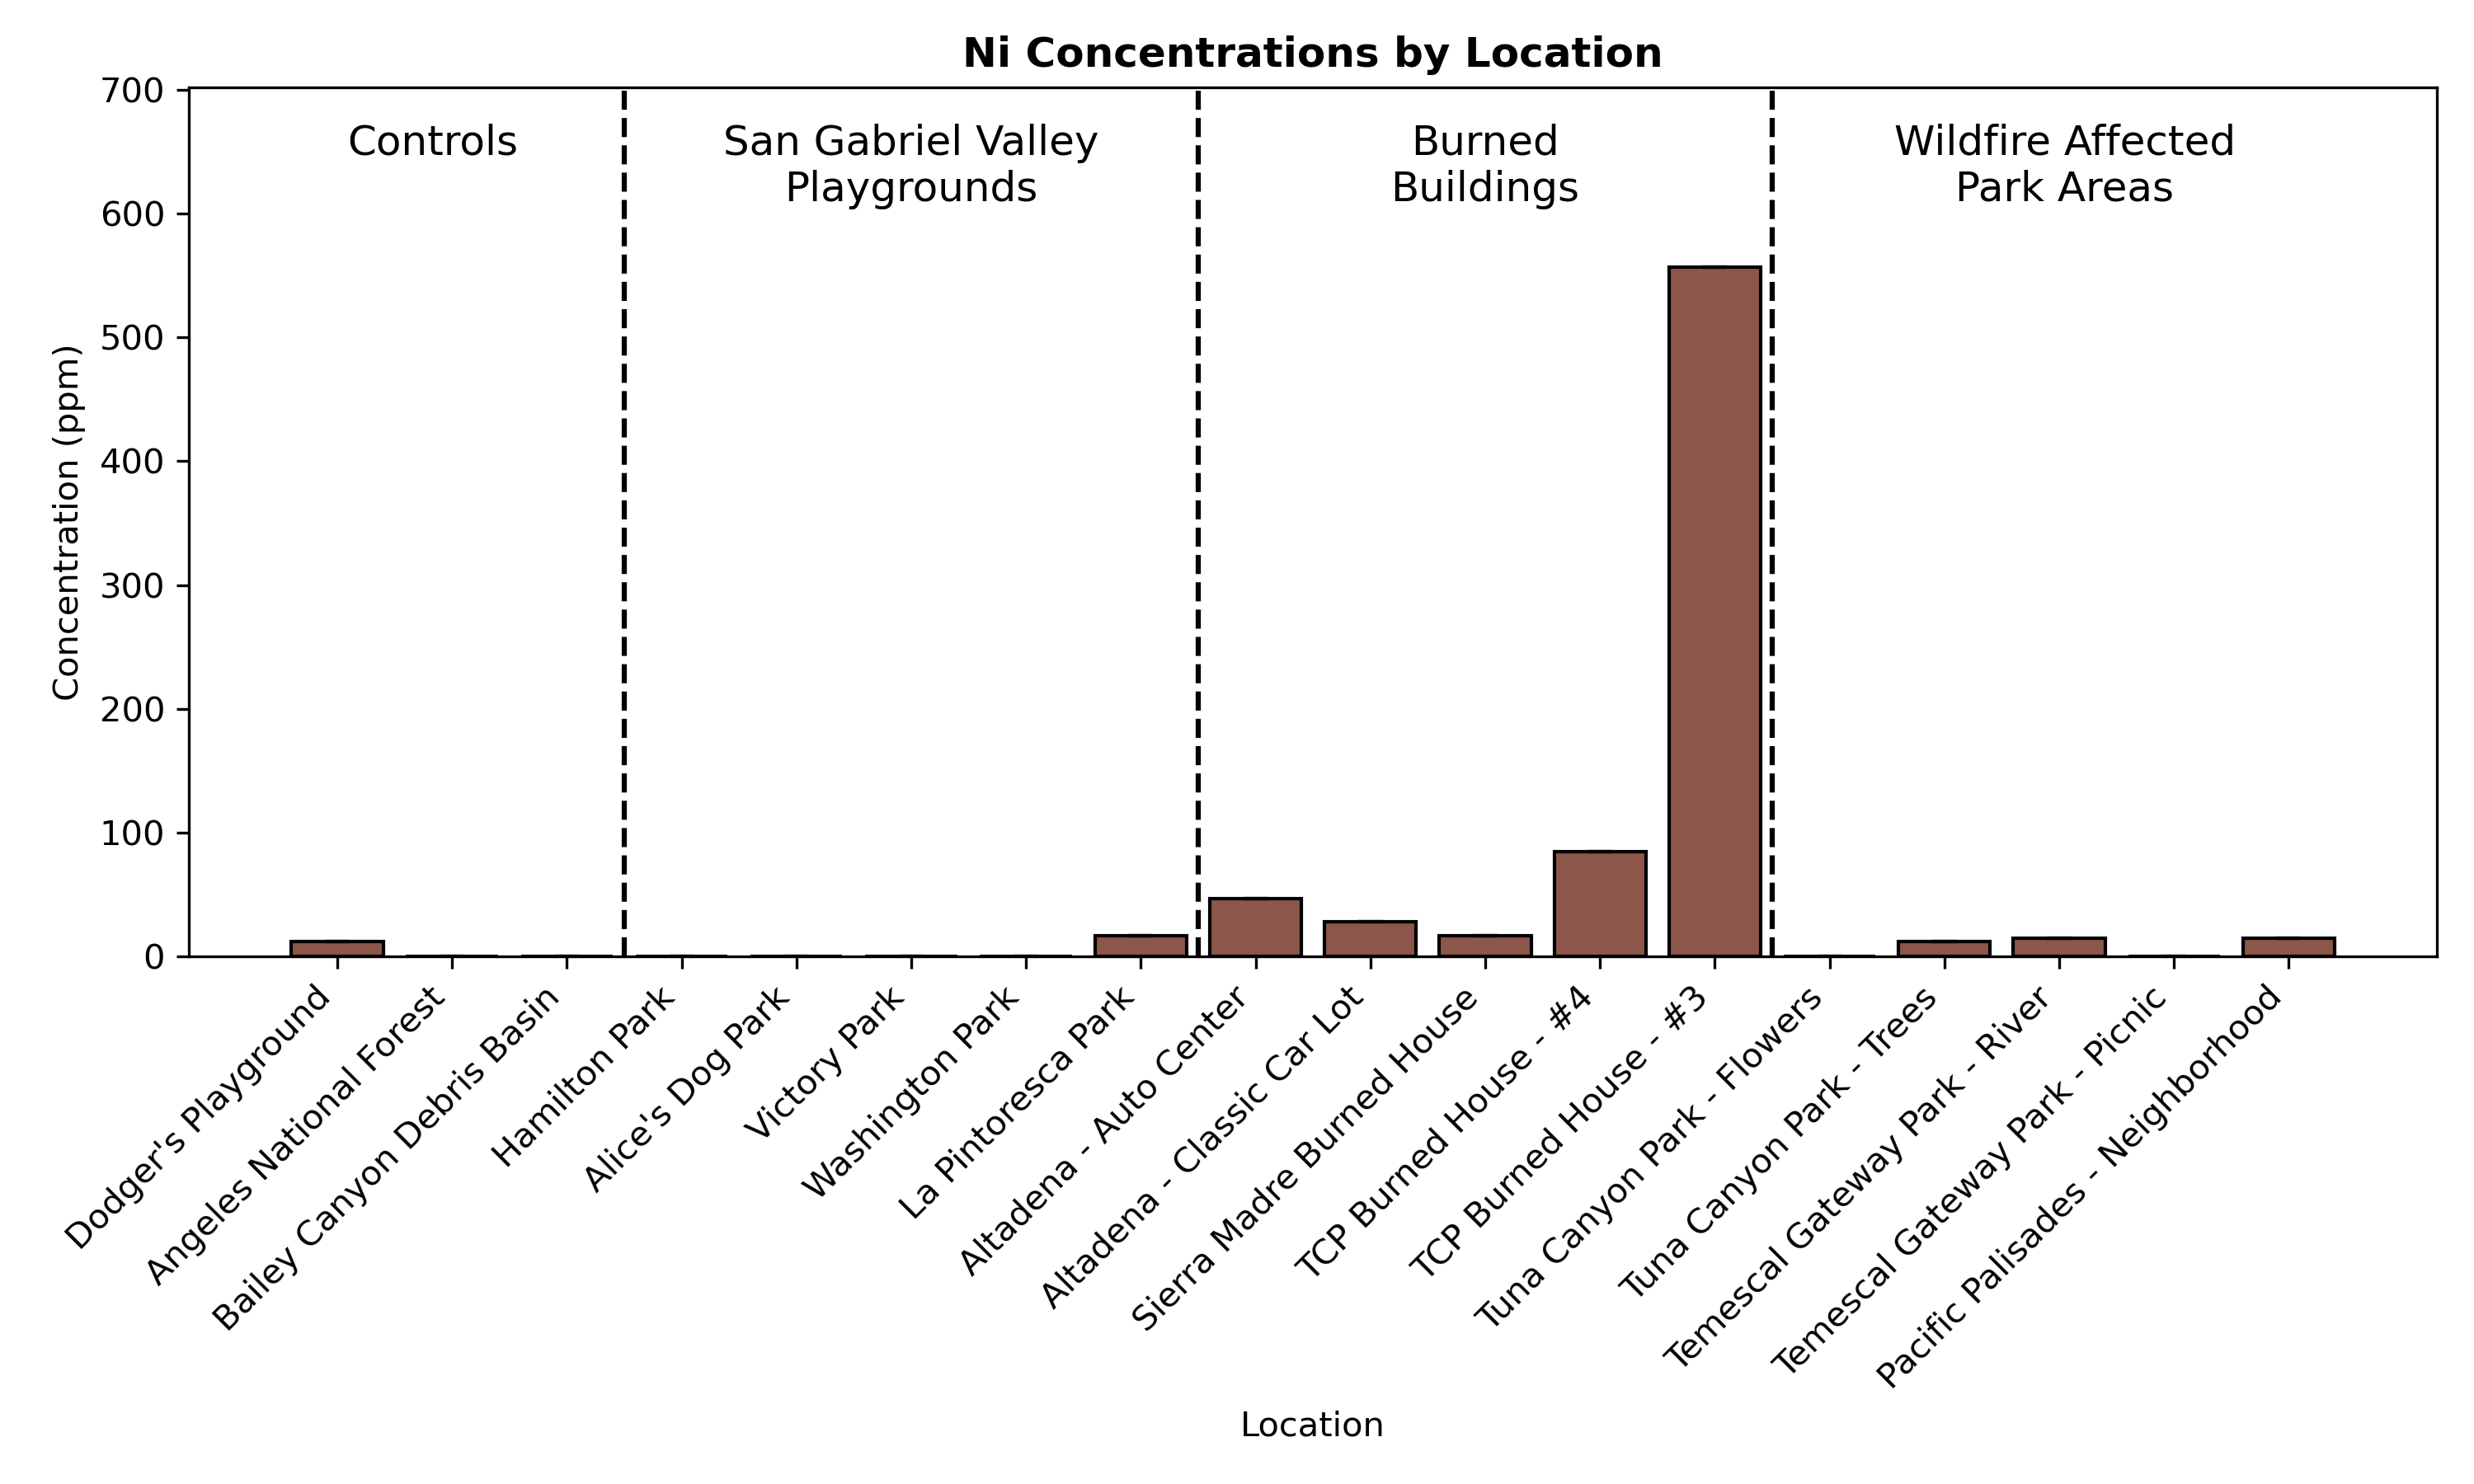 Ni Concentrations by Location
700
600
500
400
300
200
100
0
Concentration (ppm)
Controls
San Gabriel Valley
Playgrounds
Burned
Buildings
Wildfire Affected
Park Areas
Dodger's Playground
Angeles National Forest
Bailey Canyon Debris Basin
Hamilton Park
Alice's Dog Park
Victory Park
Washington Park
La Pintoresca Park
Altadena - Auto Center
Altadena - Classic Car Lot
Sierra Madre Burned House
TCP Burned House - #4
TCP Burned House - #3
Tuna Canyon Park - Flowers
Tuna Canyon Park - Trees
Temescal Gateway Park - River
Temescal Gateway Park - Picnic
Pacific Palisades - Neighborhood
Location